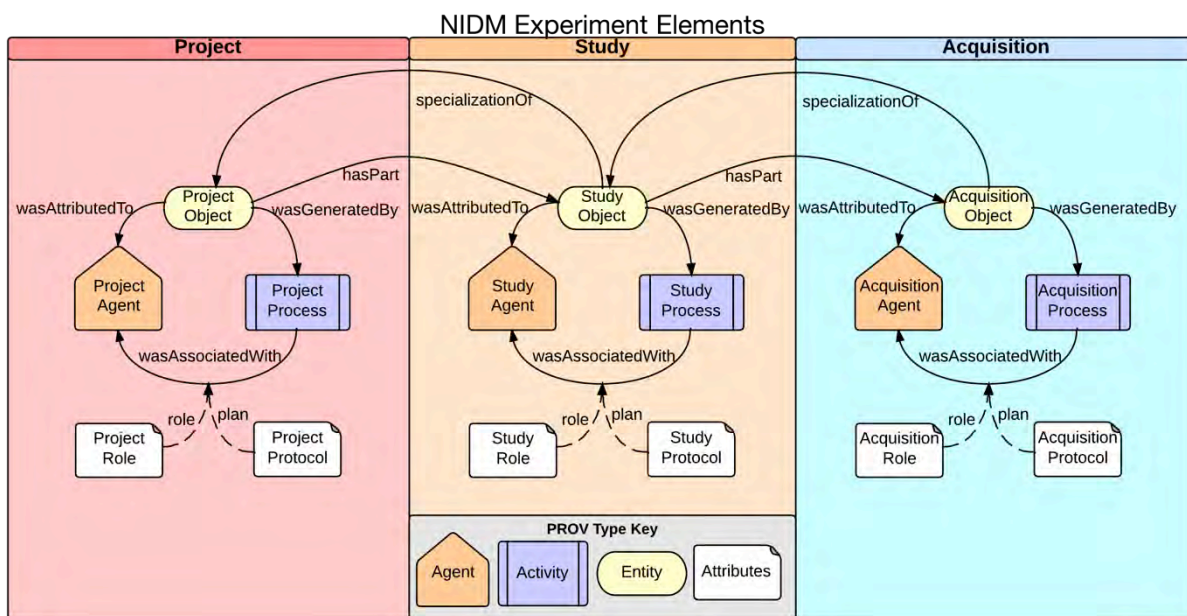 NIDM Experiment Elements
Project
Study
Acquisition
specializationOf
specializationOf
hasPart
hasPart
Project
Object
Study
Object
Acquisition
Object
wasAttributedTo
wasGeneratedBy
wasAttributedTo
wasGeneratedBy
wasAttributedTo
wasGeneratedBy
Project
Agent
Project
Process
Study
Agent
Study
Process
Acquisition
Agent
Acquisition
Process
wasAssociatedWith
wasAssociatedWith
wasAssociatedWith
role
plan
role
plan
role
plan
Project
Role
Project
Protocol
Study
Role
Study
Protocol
Acquisition
Role
Acquisition
Protocol
PROV Type Key
Agent
Activity
Entity
Attributes